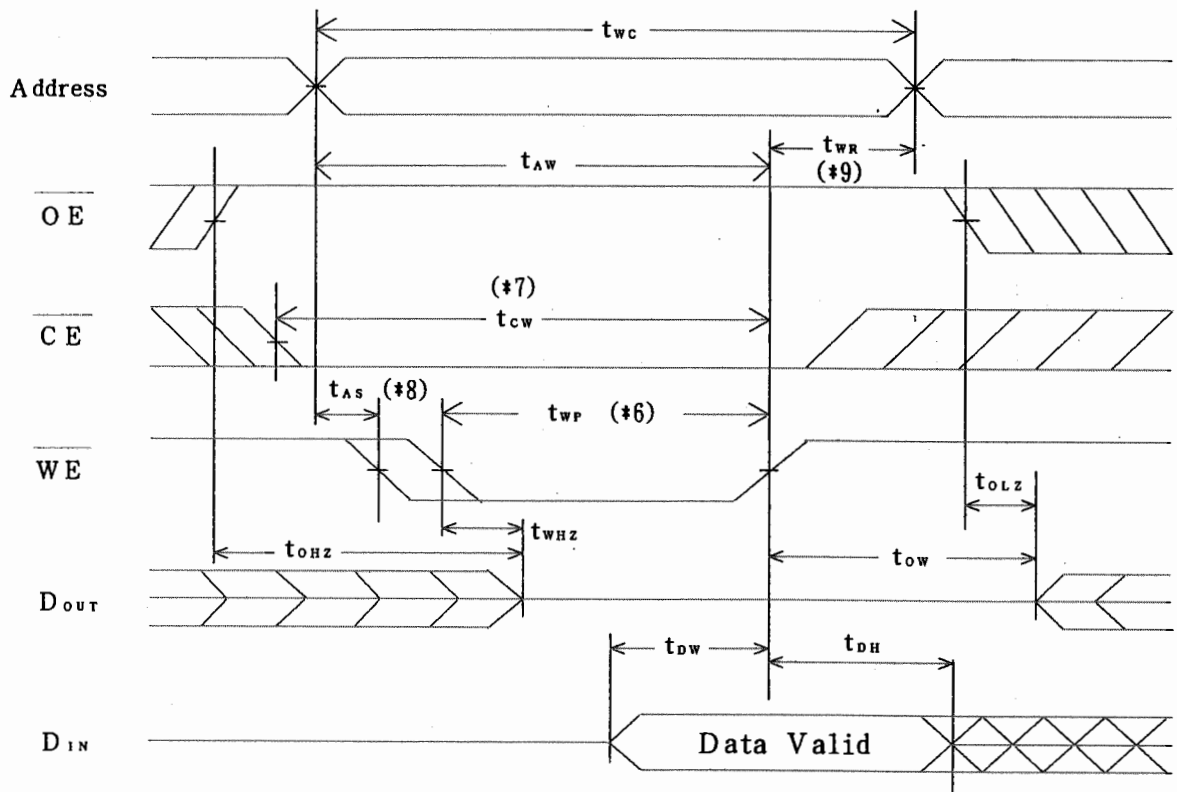 tWC
Address
tWR
tAW
(*9)
OE
(*7)
CE
tCW
tAS (*8)
tWP (*6)
WE
tOLZ
tWHZ
tOHZ
tOW
DOUT
tDW
tDH
DIN
Data Valid